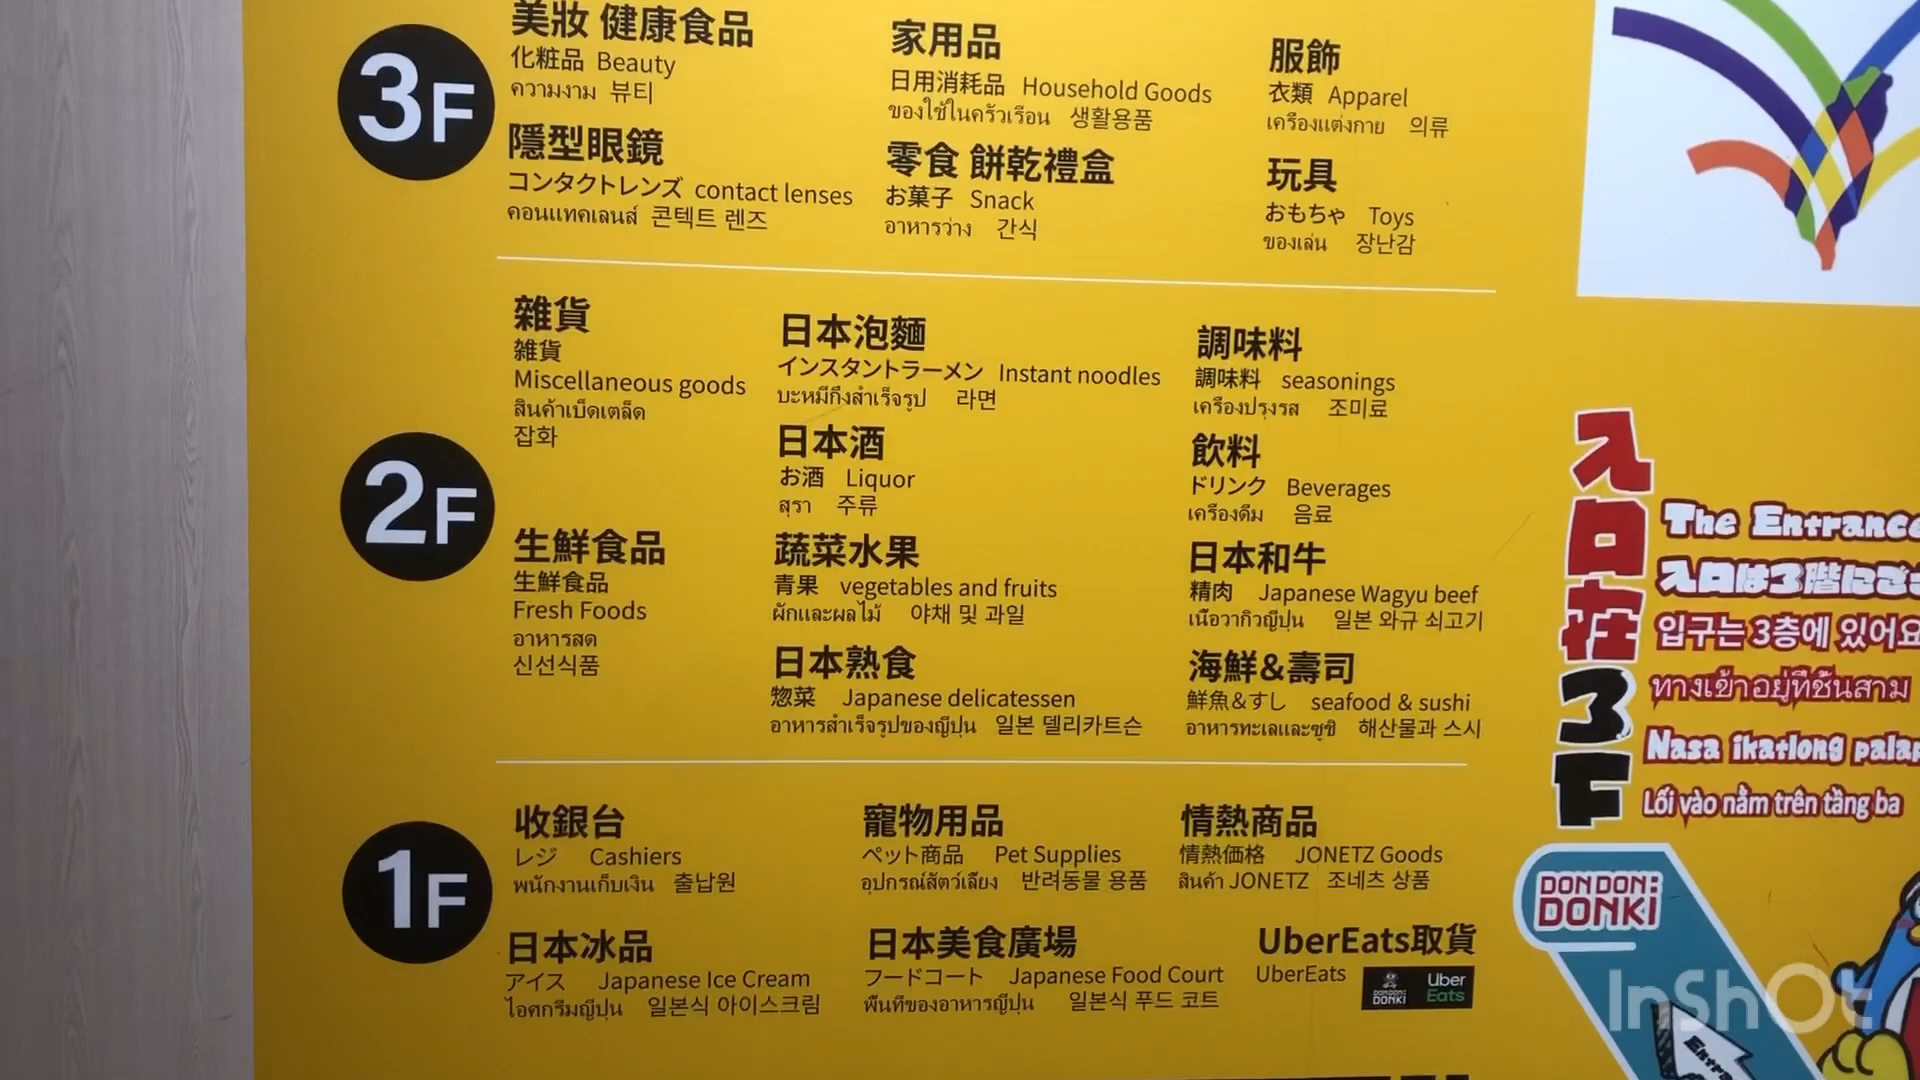 3F
美妝 健康食品
化粧品 Beauty
ความงาม 뷰티
家用品
日用消耗品 Household Goods
ของใช้ในครัวเรือน 생활용품
服飾
衣類 Apparel
เครื่องแต่งกาย 의류
隱型眼鏡
コンタクトレンズ contact lenses
คอนแทคเลนส์ 콘텍트 렌즈
零食 餅乾禮盒
お菓子 Snack
อาหารว่าง 간식
玩具
おもちゃ Toys
ของเล่น 장난감
2F
雜貨
雑貨
Miscellaneous goods
สินค้าเบ็ดเตล็ด
잡화
日本泡麵
インスタントラーメン Instant noodles
บะหมี่กึ่งสำเร็จรูป 라면
調味料
調味料 seasonings
เครื่องปรุงรส 조미료
日本酒
お酒 Liquor
สุรา 주류
飲料
ドリンク Beverages
เครื่องดื่ม 음료
生鮮食品
生鮮食品
Fresh Foods
อาหารสด
신선식품
蔬菜水果
青果 vegetables and fruits
ผักและผลไม้ 야채 및 과일
日本和牛
精肉 Japanese Wagyu beef
เนื้อวากิวญี่ปุ่น 일본 와규 쇠고기
日本熟食
惣菜 Japanese delicatessen
อาหารสำเร็จรูปของญี่ปุ่น 일본 델리카트슨
海鮮&壽司
鮮魚&すし seafood & sushi
อาหารทะเลและซูชิ 해산물과 스시
1F
收銀台
レジ Cashiers
พนักงานเก็บเงิน 출납원
寵物用品
ペット商品 Pet Supplies
อุปกรณ์สัตว์เลี้ยง 반려동물 용품
情熱商品
情熱価格 JONETZ Goods
สินค้า JONETZ 조네츠 상품
日本冰品
アイス Japanese Ice Cream
ไอศกรีมญี่ปุ่น 일본식 아이스크림
日本美食廣場
フードコート Japanese Food Court
พื้นที่ของอาหารญี่ปุ่น 일본식 푸드 코트
UberEats取貨
UberEats
DON DON: DONKI
Uber Eats
入口在3F
The Entrance
入口は3階にござ
입구는 3층에 있어요
ทางเข้าอยู่ที่ชั้นสาม
Nasa ikatlong palap
Lối vào nằm trên tầng ba
DON DON:
DONKI
InShOt